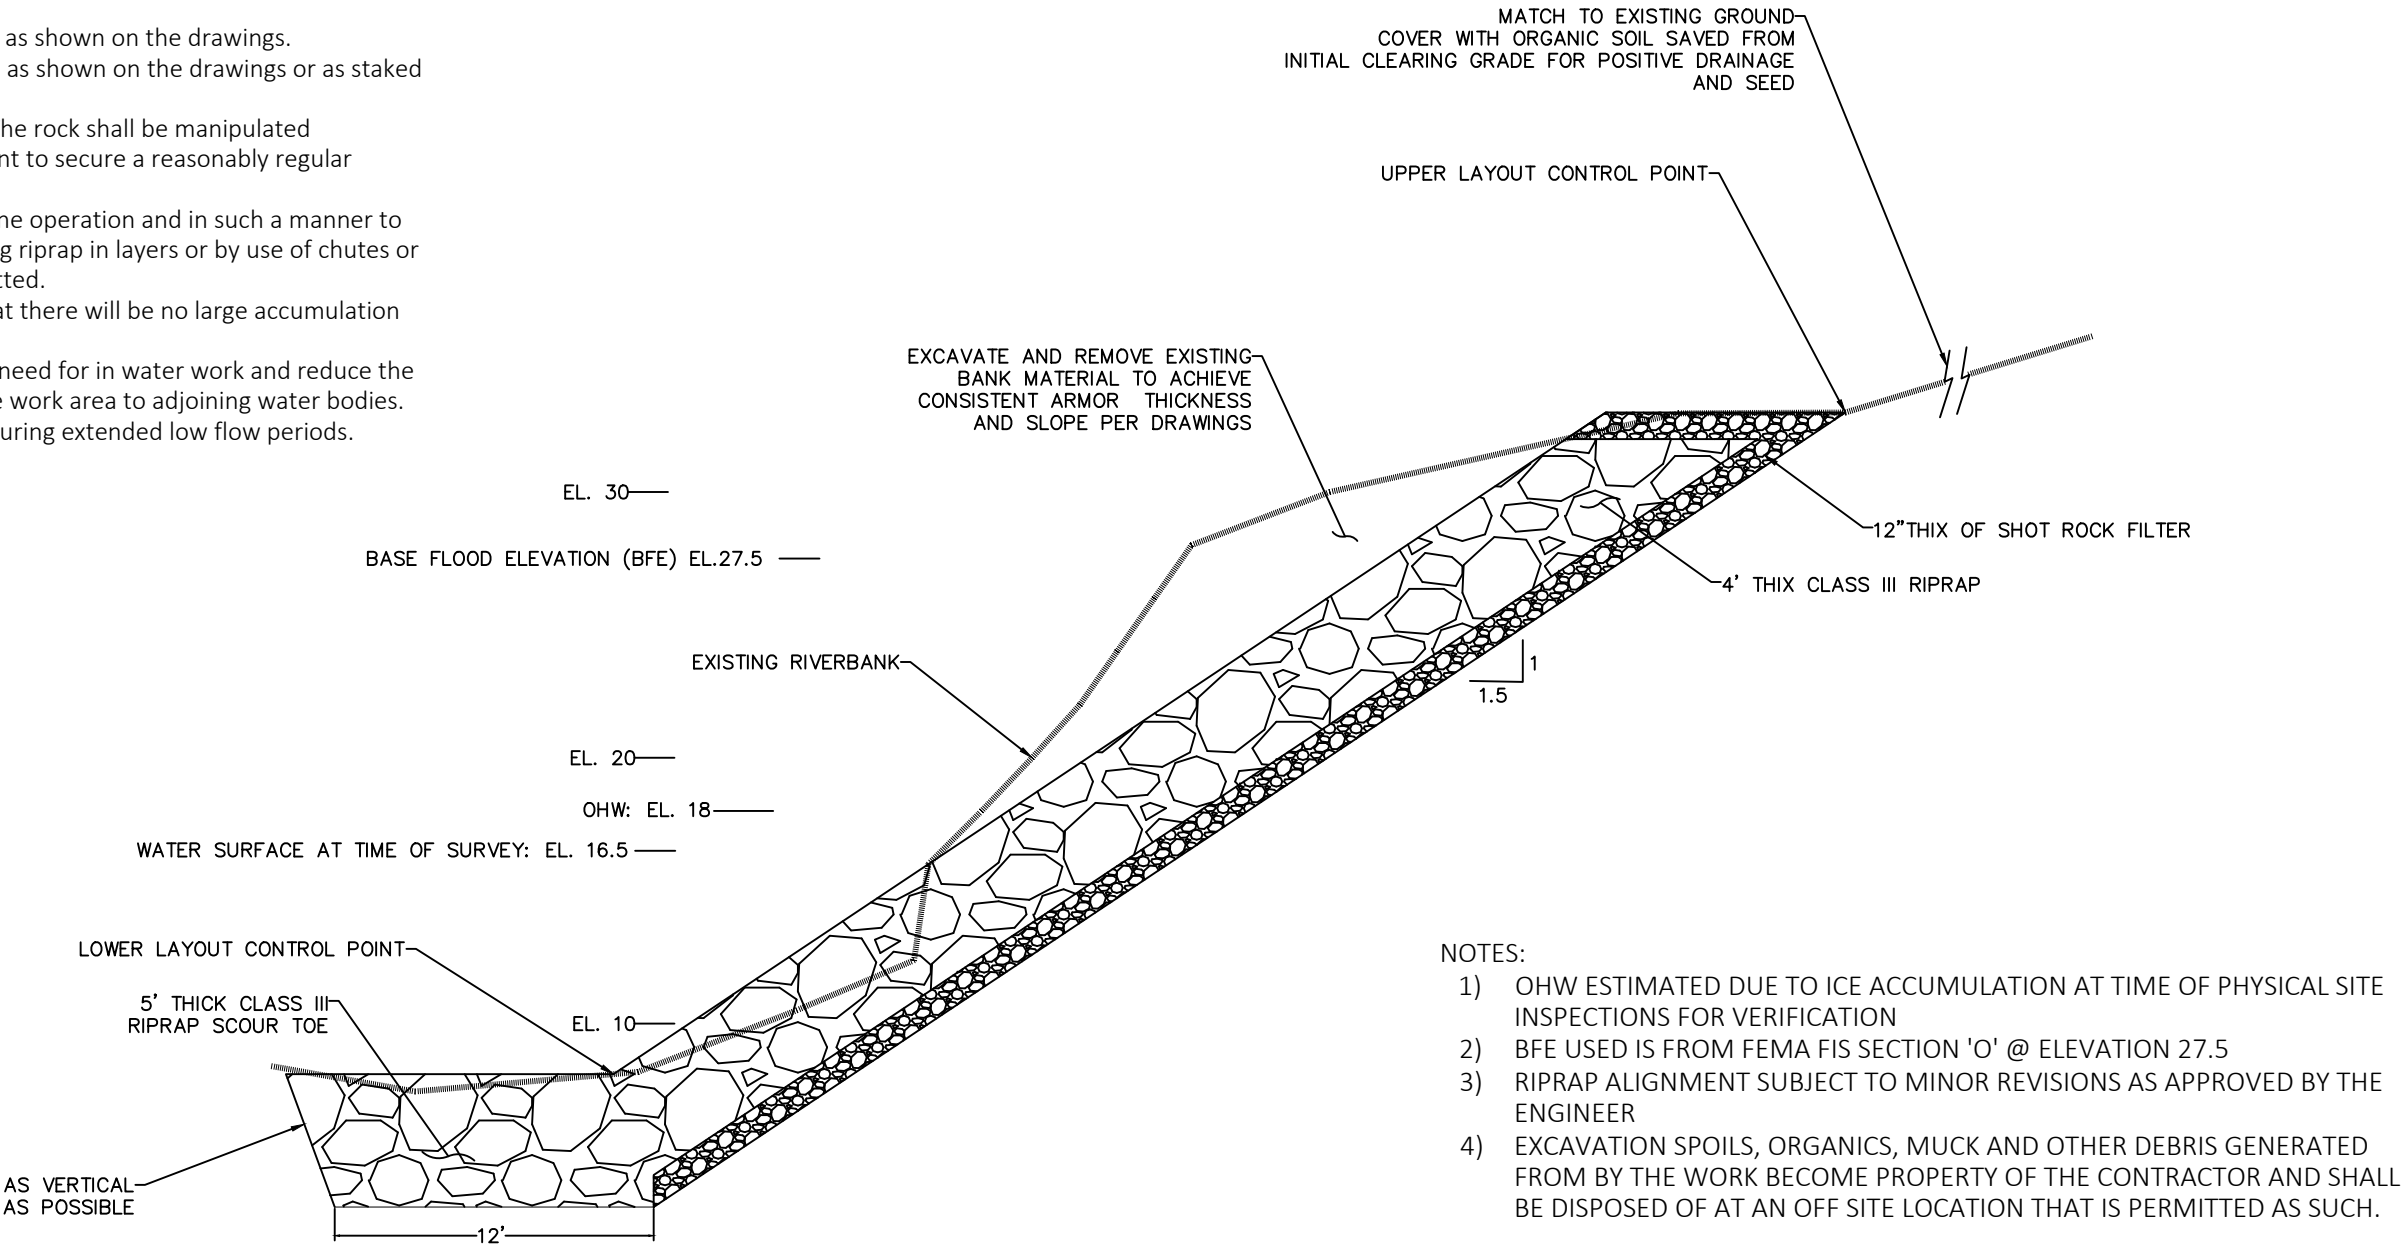 as shown on the drawings.
as shown on the drawings or as staked
he rock shall be manipulated
nt to secure a reasonably regular
ne operation and in such a manner to
g riprap in layers or by use of chutes or
tted.
at there will be no large accumulation
need for in water work and reduce the
e work area to adjoining water bodies.
uring extended low flow periods.
MATCH TO EXISTING GROUND
COVER WITH ORGANIC SOIL SAVED FROM
INITIAL CLEARING GRADE FOR POSITIVE DRAINAGE
AND SEED
UPPER LAYOUT CONTROL POINT
EXCAVATE AND REMOVE EXISTING
BANK MATERIAL TO ACHIEVE
CONSISTENT ARMOR THICKNESS
AND SLOPE PER DRAWINGS
EL. 30
BASE FLOOD ELEVATION (BFE) EL.27.5
12"THIX OF SHOT ROCK FILTER
4' THIX CLASS III RIPRAP
EXISTING RIVERBANK
1
1.5
EL. 20
OHW: EL. 18
WATER SURFACE AT TIME OF SURVEY: EL. 16.5
LOWER LAYOUT CONTROL POINT
5' THICK CLASS III
RIPRAP SCOUR TOE
EL. 10
AS VERTICAL
AS POSSIBLE
12'
NOTES:
1) OHW ESTIMATED DUE TO ICE ACCUMULATION AT TIME OF PHYSICAL SITE
INSPECTIONS FOR VERIFICATION
2) BFE USED IS FROM FEMA FIS SECTION 'O' @ ELEVATION 27.5
3) RIPRAP ALIGNMENT SUBJECT TO MINOR REVISIONS AS APPROVED BY THE
ENGINEER
4) EXCAVATION SPOILS, ORGANICS, MUCK AND OTHER DEBRIS GENERATED
FROM BY THE WORK BECOME PROPERTY OF THE CONTRACTOR AND SHALL
BE DISPOSED OF AT AN OFF SITE LOCATION THAT IS PERMITTED AS SUCH.